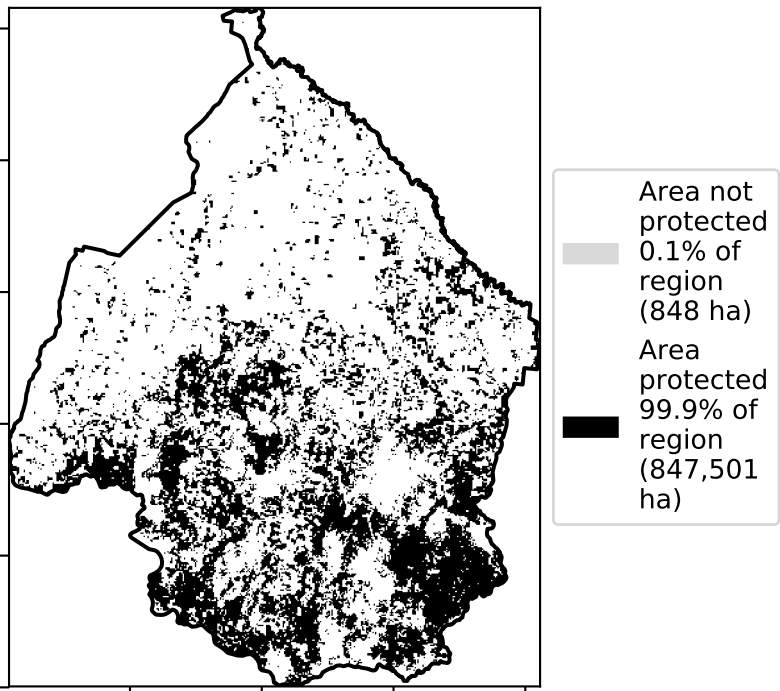 Area not
protected
0.1% of
region
(848 ha)
Area
protected
99.9% of
region
(847,501
ha)